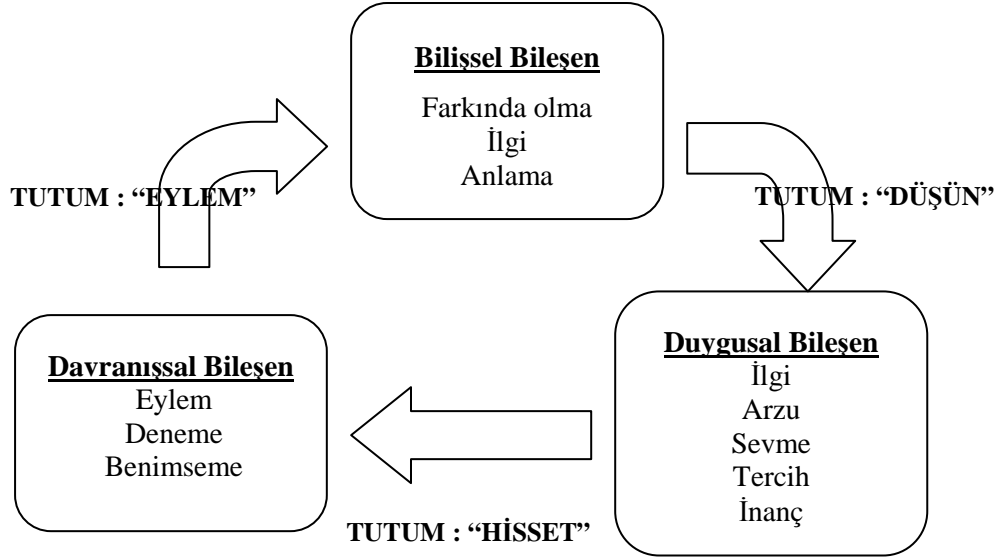 Bilişsel Bileşen
Farkında olma
İlgi
Anlama
TUTUM : “EYLEM”
TUTUM : “DÜŞÜN”
Davranışsal Bileşen
Eylem
Deneme
Benimseme
Duygusal Bileşen
İlgi
Arzu
Sevme
Tercih
İnanç
TUTUM : “HİSSET”